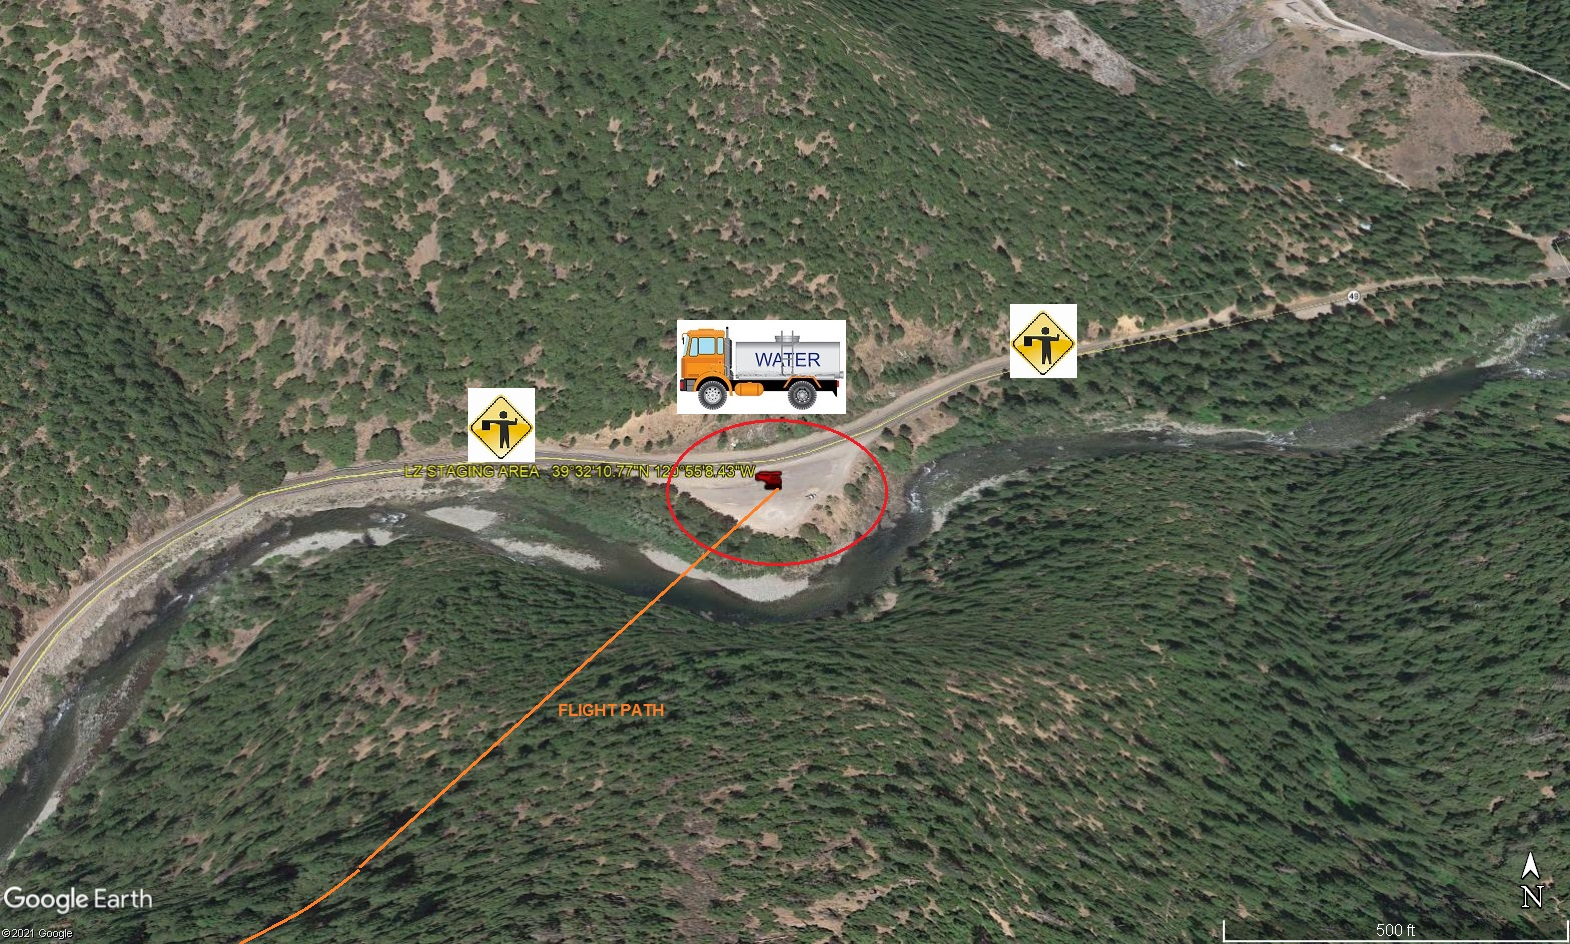 49
WATER
LZ STAGING AREA 39°32'10.77"N 120°55'8.43"W
FLIGHT PATH
Google Earth
©2021 Google
N
500 ft